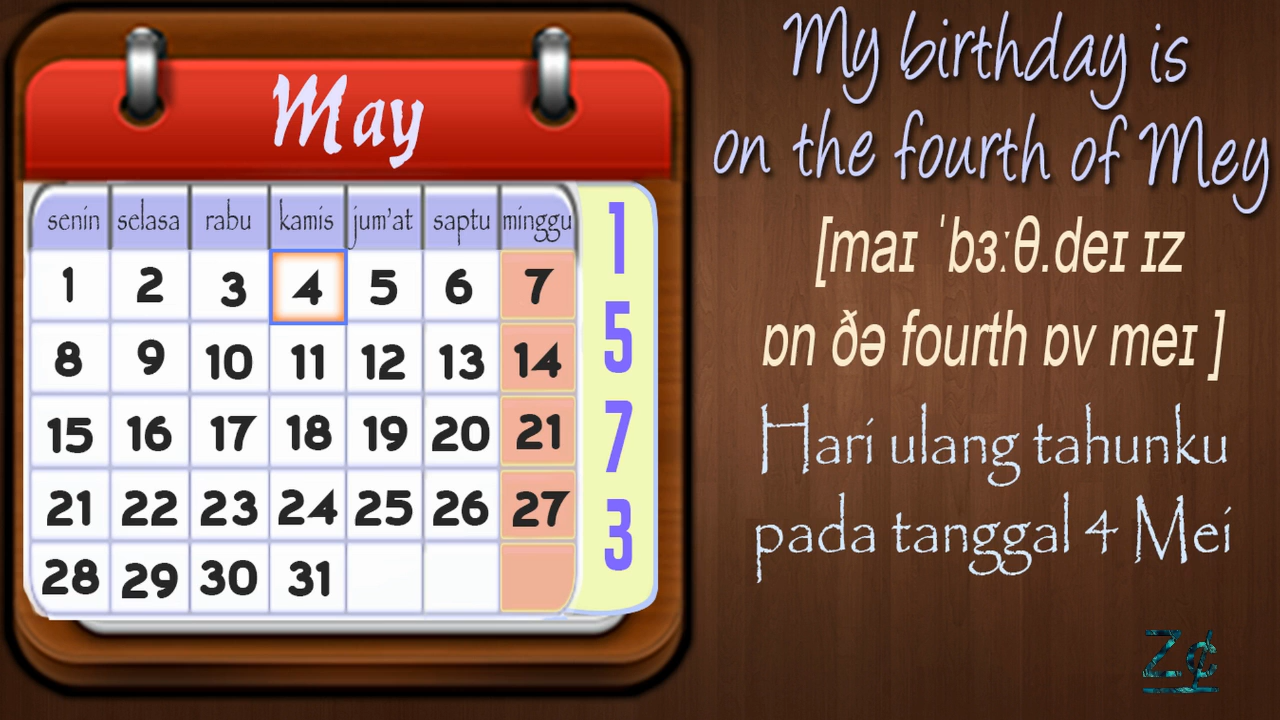 May
senin selasa rabu kamis jum'at saptu minggu
1 2 3 4 5 6 7
8 9 10 11 12 13 14
15 16 17 18 19 20 21
21 22 23 24 25 26 27
28 29 30 31
1
5
7
3
My birthday is
on the fourth of Mey
[maɪ ˈbɜː.θ.deɪ ɪz
ɒn ðə fourth ɒv meɪ ]
Hari ulang tahunku
pada tanggal 4 Mei
Z¢